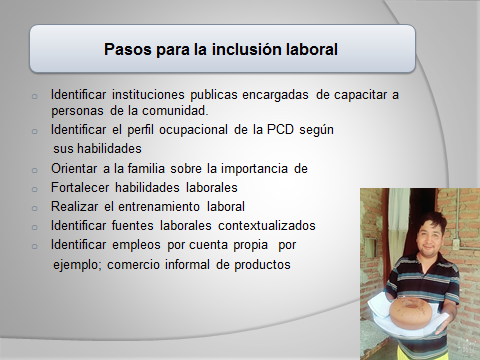 Pasos para la inclusión laboral
Identificar instituciones publicas encargadas de capacitar a
personas de la comunidad.
Identificar el perfil ocupacional de la PCD según
sus habilidades
Orientar a la familia sobre la importancia de
Fortalecer habilidades laborales
Realizar el entrenamiento laboral
Identificar fuentes laborales contextualizados
Identificar empleos por cuenta propia por
ejemplo; comercio informal de productos